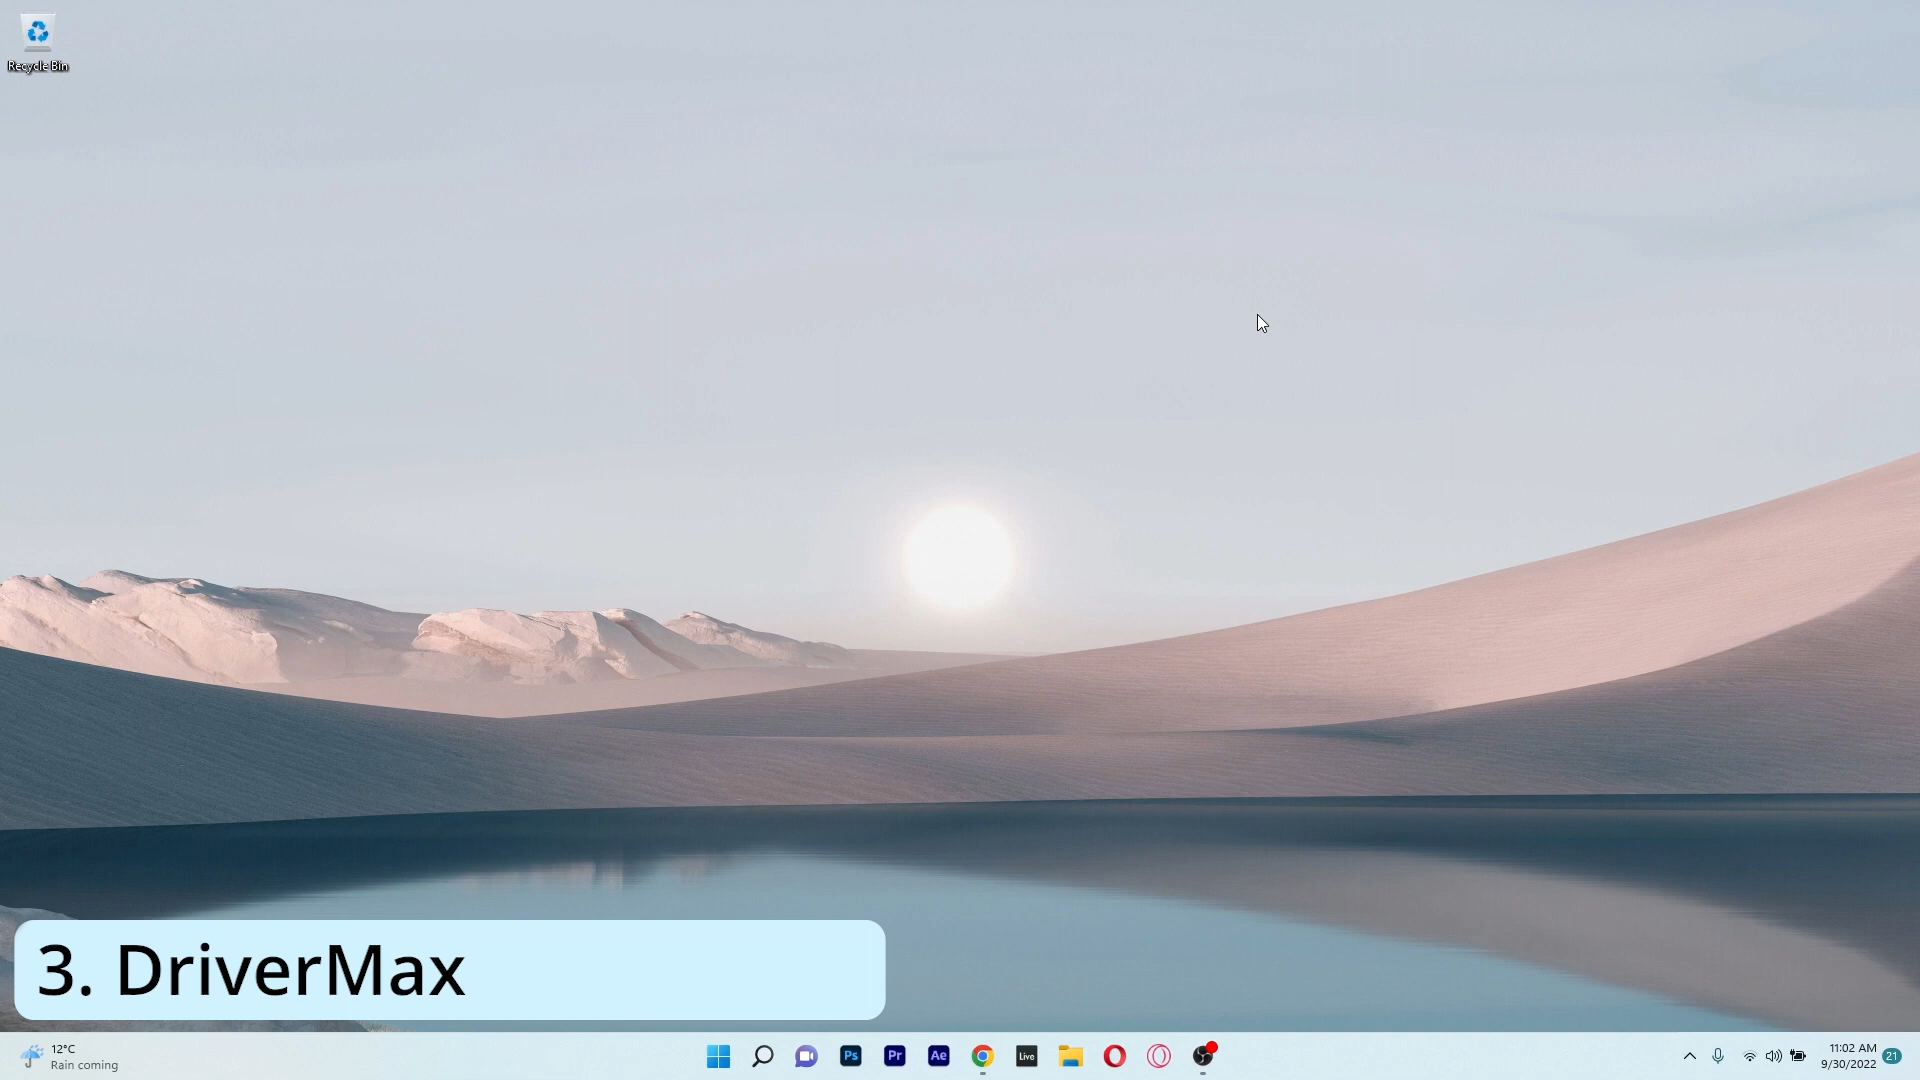 Recycle Bin
3. DriverMax
12°C
Rain coming
Ps
Pr
Ae
Live
11:02 AM
9/30/2022
21